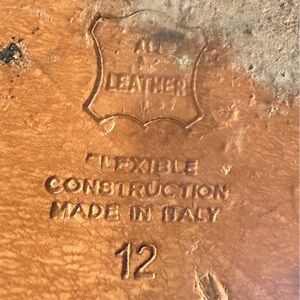 ALL
LEATHER
FLEXIBLE
CONSTRUCTION
MADE IN ITALY
12